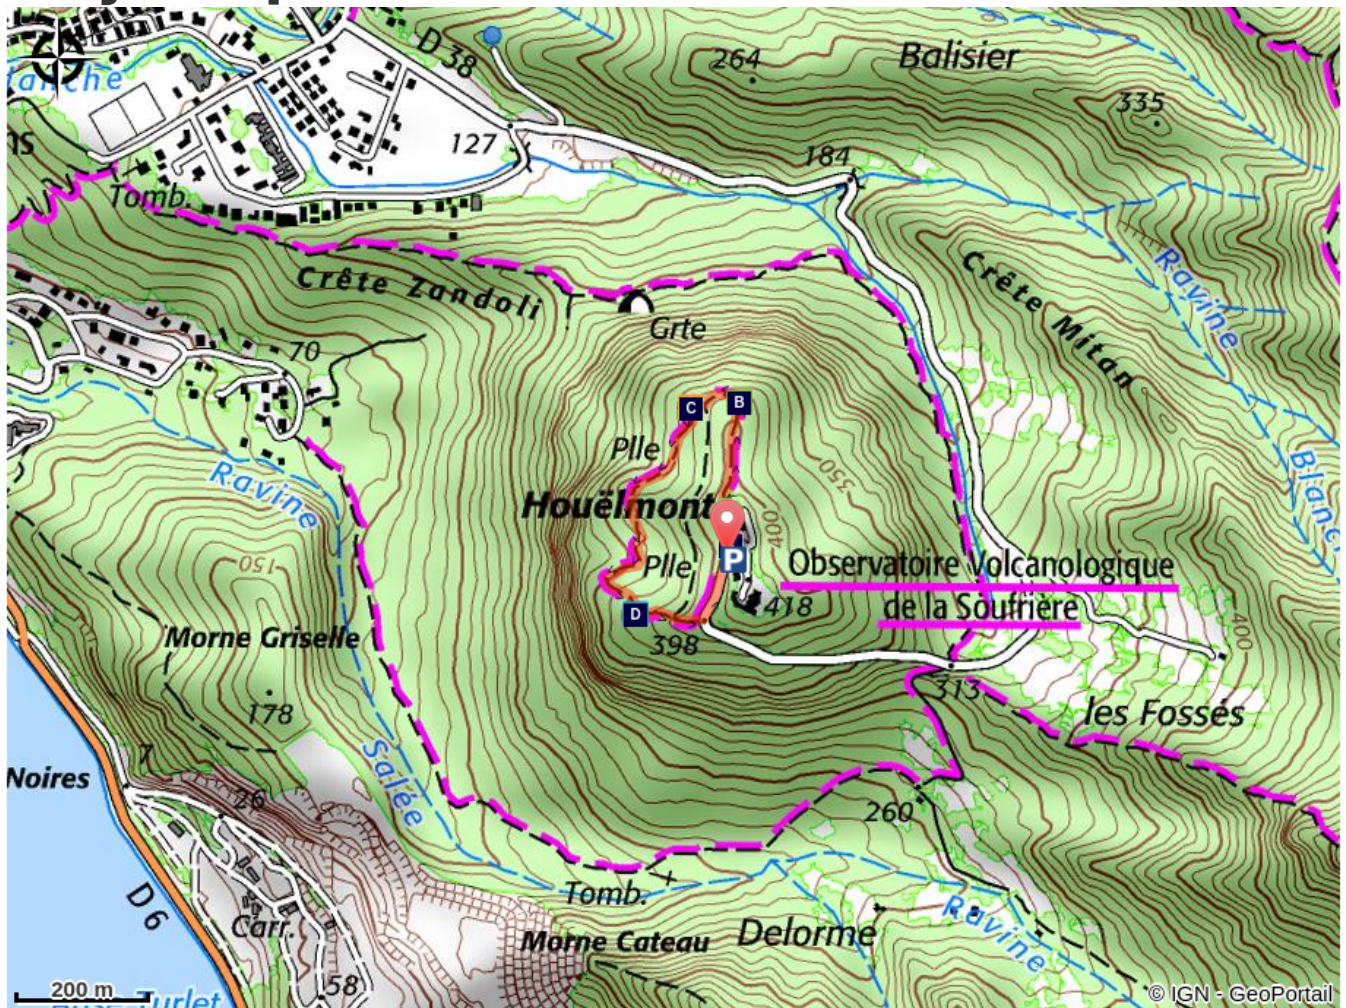 D 38
264
Balisier
335
127
184
Tomb.
Crête Zandoli
Grte
Crête Mitan
Ravine
70
C
B
Plle
350
Ravine
Houëlmont
400
150
P
Plle
Observatoire Volcanologique
de la Soufrière
418
D
398
400
Morne Griselle
313
178
les Fossés
7
Noires
Salée
26
260
D 6
Tomb.
Carr.
Morne Cateau
Delorme
Ravine
58
200 m
© IGN - GeoPortail